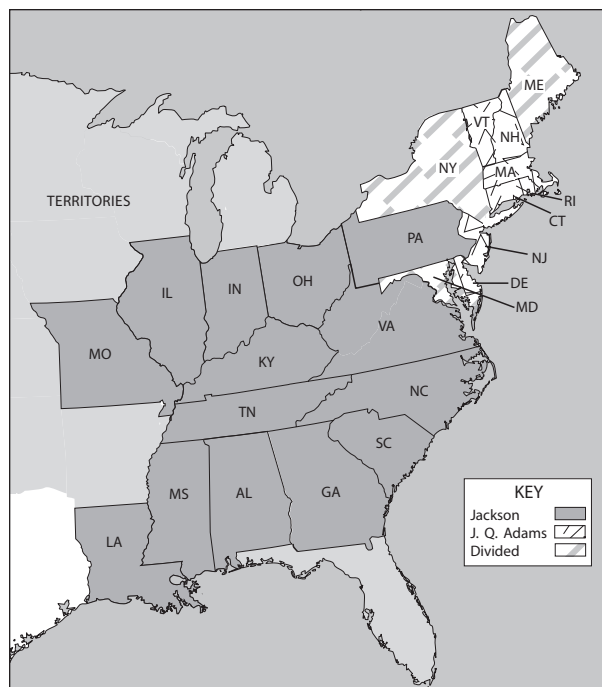 ME
VT
NH
NY
MA
TERRITORIES
RI
CT
PA
NJ
OH
DE
IL
IN
MD
VA
MO
KY
NC
TN
SC
MS
AL
GA
LA
KEY
Jackson
J. Q. Adams
Divided